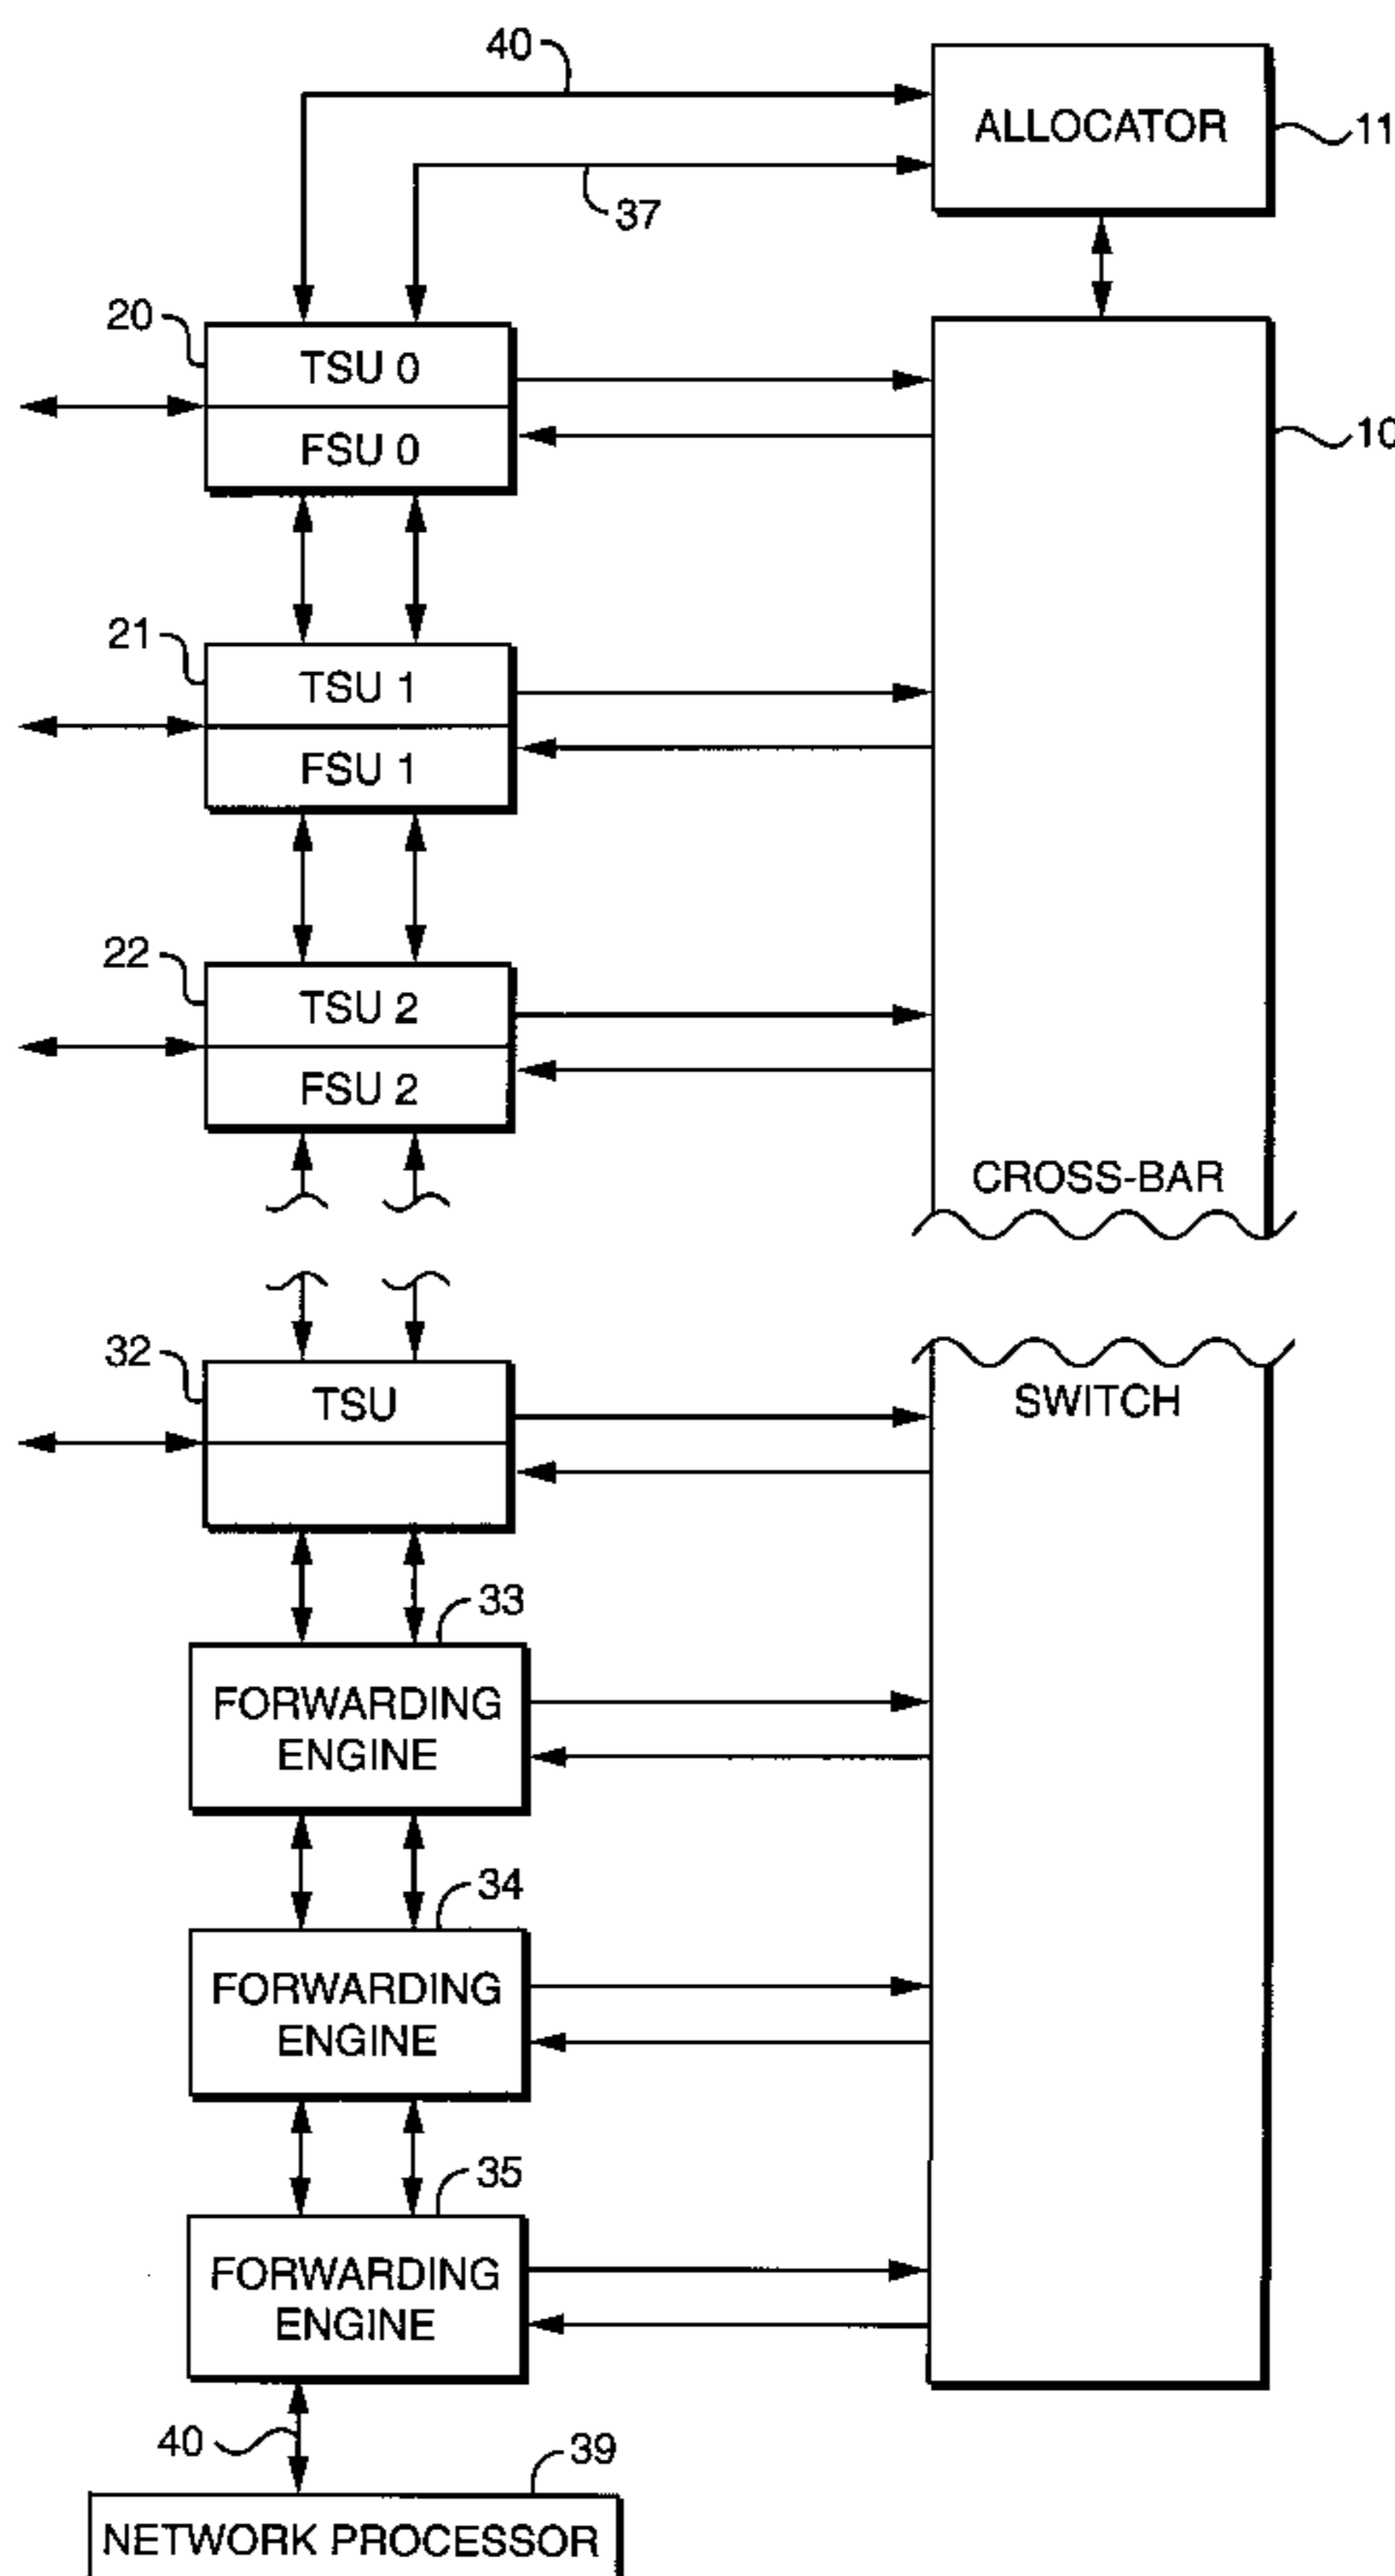 40
ALLOCATOR
11
37
20
TSU 0
FSU 0
10
21
TSU 1
FSU 1
22
TSU 2
FSU 2
CROSS-BAR
32
TSU
SWITCH
33
FORWARDING
ENGINE
34
FORWARDING
ENGINE
35
FORWARDING
ENGINE
40
39
NETWORK PROCESSOR